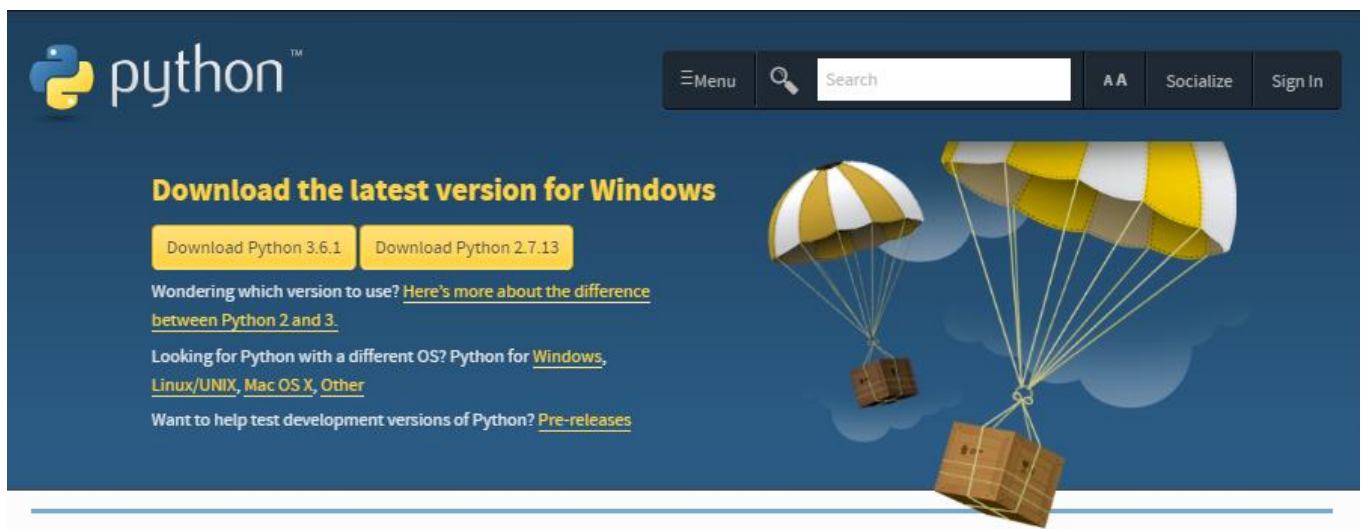 python™
Menu
Search
A A
Socialize
Sign In
Download the latest version for Windows
Download Python 3.6.1
Download Python 2.7.13
Wondering which version to use? Here's more about the difference
between Python 2 and 3.
Looking for Python with a different OS? Python for Windows,
Linux/UNIX, Mac OS X, Other
Want to help test development versions of Python? Pre-releases